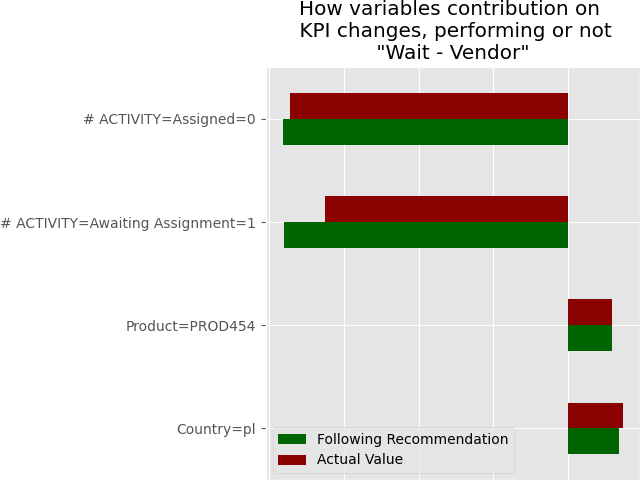 How variables contribution on
KPI changes, performing or not
"Wait - Vendor"
# ACTIVITY=Assigned=0
# ACTIVITY=Awaiting Assignment=1
Product=PROD454
Country=pl
Following Recommendation
Actual Value